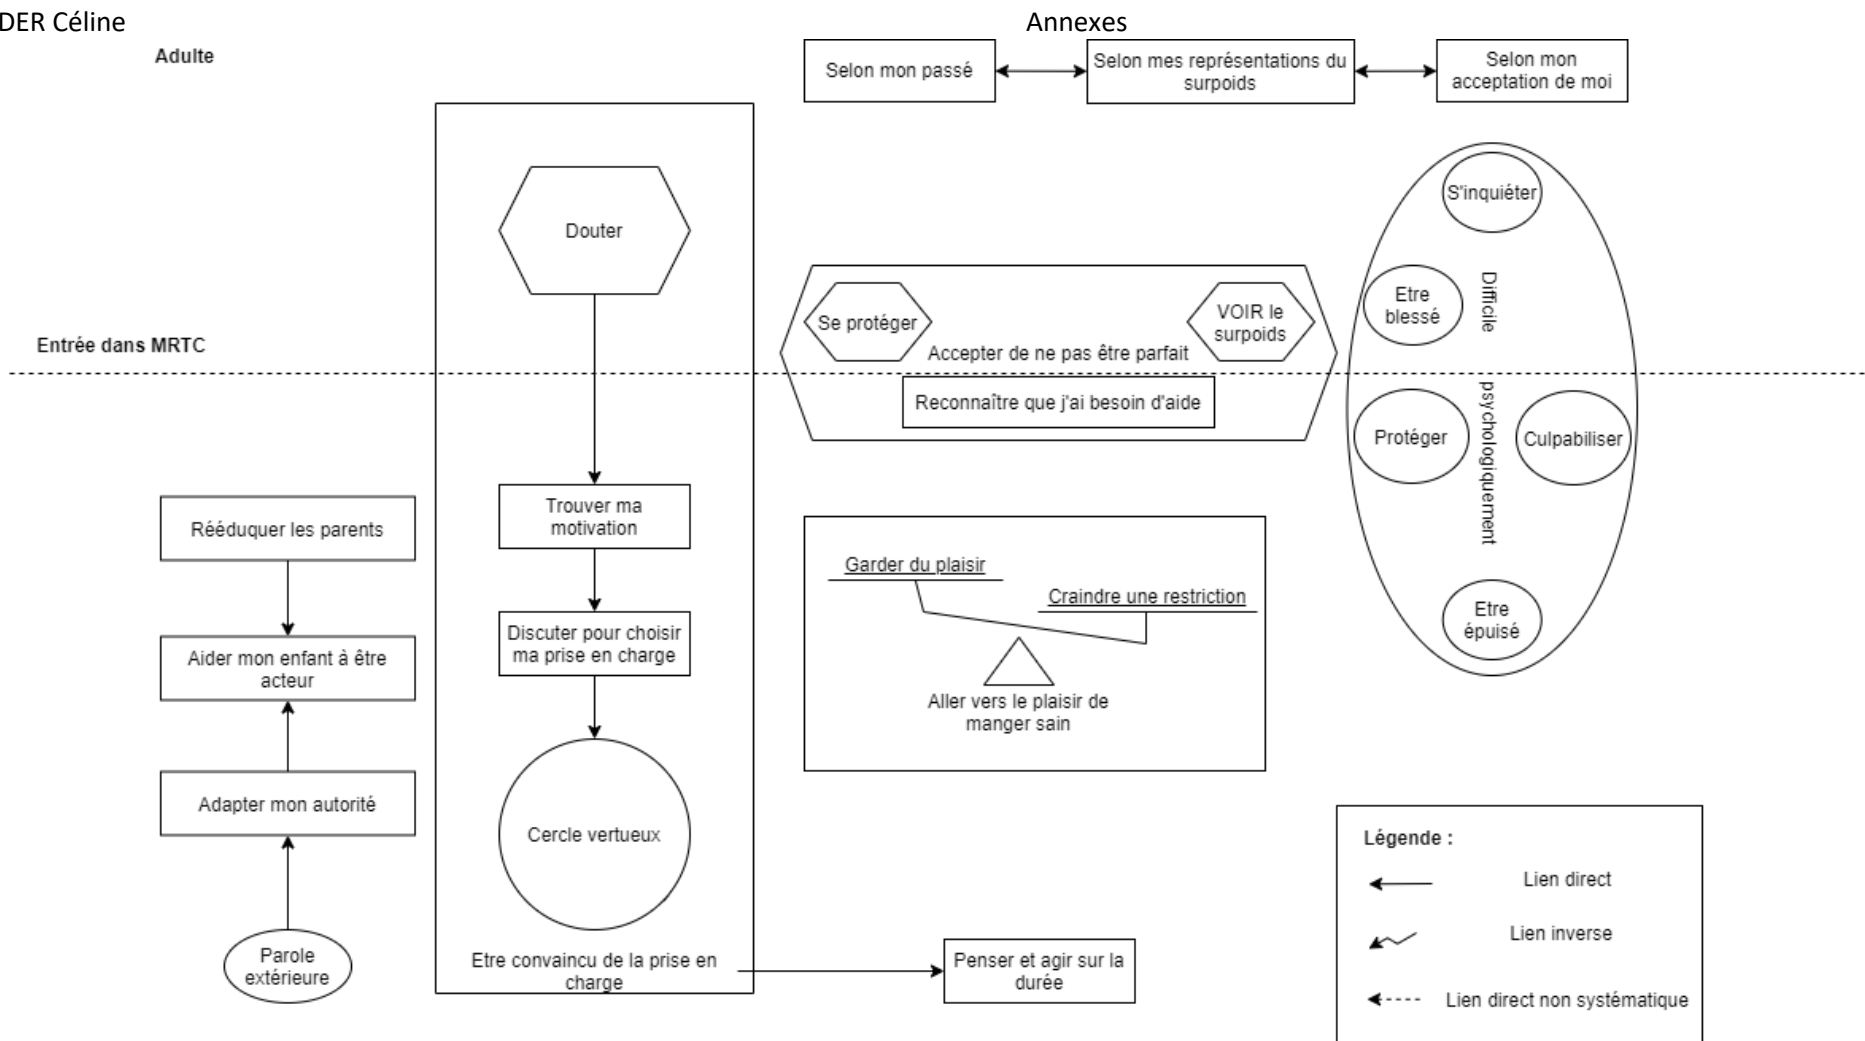 DER Céline
Annexes
Adulte
Selon mon passé
Selon mes représentations du
surpoids
Selon mon
acceptation de moi
S'inquiéter
Douter
Etre
blessé
Difficile
Se protéger
VOIR le
surpoids
Accepter de ne pas être parfait
Entrée dans MRTC
Reconnaître que j'ai besoin d'aide
Protéger
psychologiquement
Culpabiliser
Rééduquer les parents
Trouver ma
motivation
Garder du plaisir
Craindre une restriction
Etre
épuisé
Discuter pour choisir
ma prise en charge
Aider mon enfant à être
acteur
Aller vers le plaisir de
manger sain
Adapter mon autorité
Cercle vertueux
Parole
extérieure
Etre convaincu de la prise en
charge
Penser et agir sur la
durée
Légende :
Lien direct
Lien inverse
Lien direct non systématique